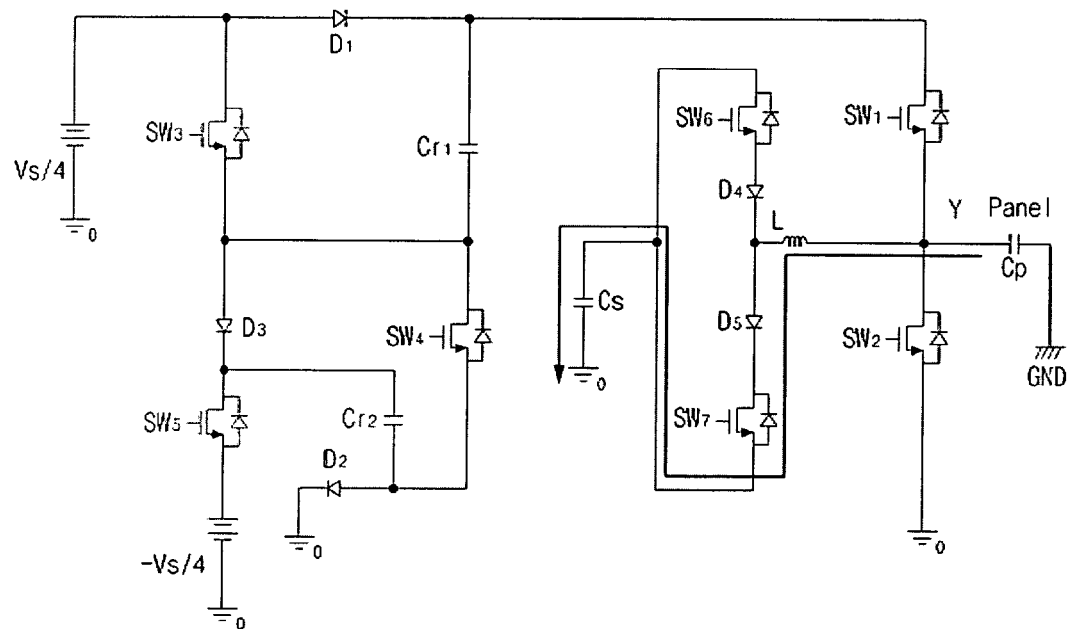 D1
SW3
Cr1
SW6
SW1
Vs/4
0
D4
L
Y Panel
Cp
D3
SW4
Cs
D5
SW2
0
GND
SW5
Cr2
SW7
D2
0
0
-Vs/4
0